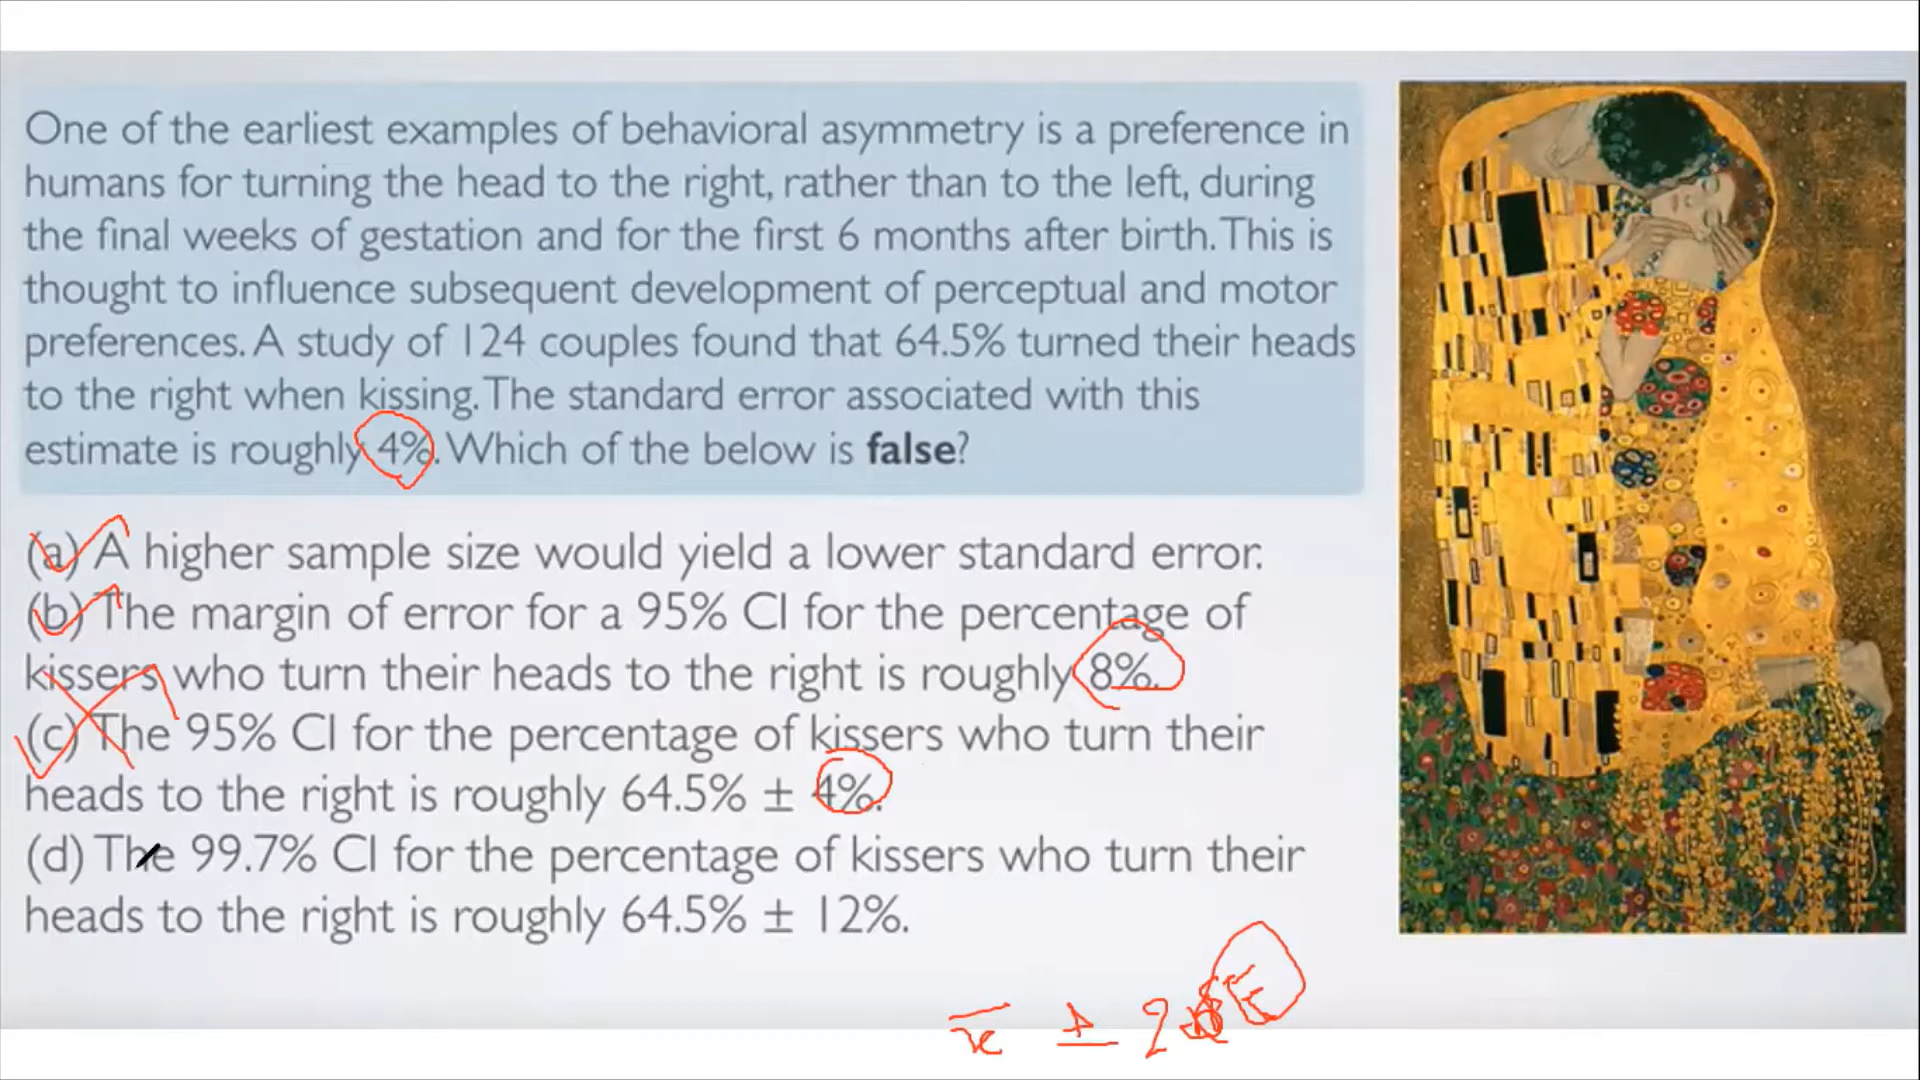 One of the earliest examples of behavioral asymmetry is a preference in
humans for turning the head to the right, rather than to the left, during
the final weeks of gestation and for the first 6 months after birth. This is
thought to influence subsequent development of perceptual and motor
preferences. A study of 124 couples found that 64.5% turned their heads
to the right when kissing. The standard error associated with this
estimate is roughly 4%. Which of the below is false?
(a) A higher sample size would yield a lower standard error.
(b) The margin of error for a 95% CI for the percentage of
kissers who turn their heads to the right is roughly 8%.
(c) The 95% CI for the percentage of kissers who turn their
heads to the right is roughly 64.5% ± 4%.
(d) The 99.7% CI for the percentage of kissers who turn their
heads to the right is roughly 64.5% ± 12%.
x̄ ± 2 SE